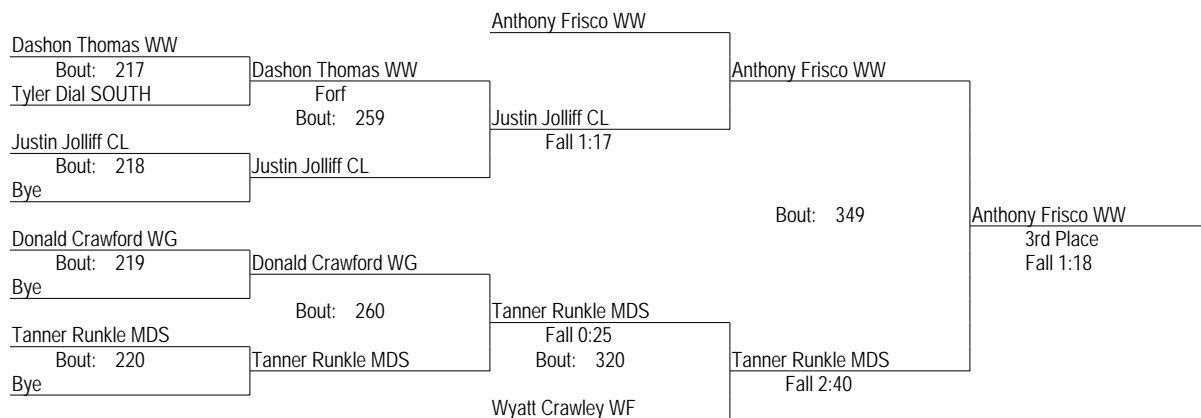 Anthony Frisco WW
Dashon Thomas WW
Bout: 217
Dashon Thomas WW
Anthony Frisco WW
Tyler Dial SOUTH
Forf
Bout: 259
Justin Jolliff CL
Justin Jolliff CL
Fall 1:17
Bout: 218
Justin Jolliff CL
Bye
Bout: 349
Anthony Frisco WW
3rd Place
Fall 1:18
Donald Crawford WG
Bout: 219
Donald Crawford WG
Bye
Bout: 260
Tanner Runkle MDS
Tanner Runkle MDS
Fall 0:25
Bout: 220
Tanner Runkle MDS
Bout: 320
Tanner Runkle MDS
Bye
Fall 2:40
Wyatt Crawley WF